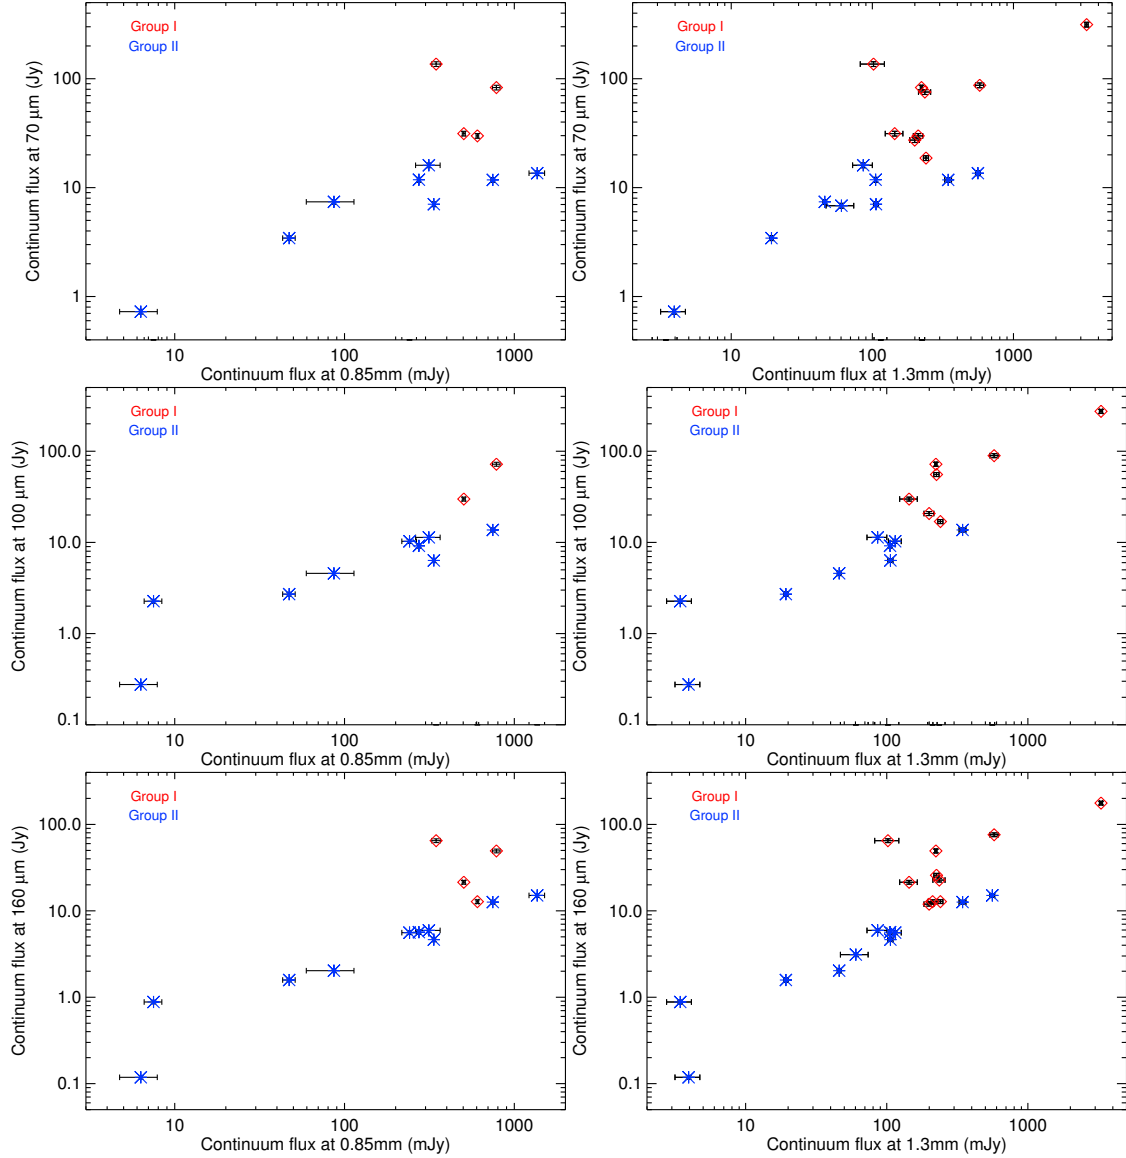 Group I
Group II
100
10
1
Continuum flux at 70 µm (Jy)
10
100
1000
Continuum flux at 0.85mm (mJy)
Group I
Group II
100
10
1
Continuum flux at 70 µm (Jy)
10
100
1000
Continuum flux at 1.3mm (mJy)
Group I
Group II
100.0
10.0
1.0
0.1
Continuum flux at 100 µm (Jy)
10
100
1000
Continuum flux at 0.85mm (mJy)
Group I
Group II
100.0
10.0
1.0
0.1
Continuum flux at 100 µm (Jy)
10
100
1000
Continuum flux at 1.3mm (mJy)
Group I
Group II
100.0
10.0
1.0
0.1
Continuum flux at 160 µm (Jy)
10
100
1000
Continuum flux at 0.85mm (mJy)
Group I
Group II
100.0
10.0
1.0
0.1
Continuum flux at 160 µm (Jy)
10
100
1000
Continuum flux at 1.3mm (mJy)